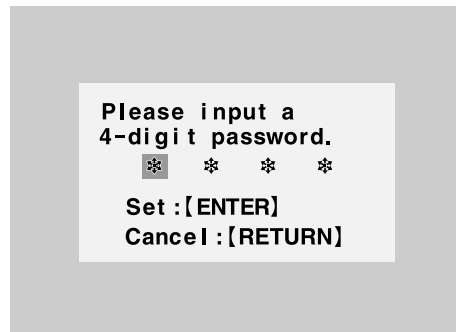 Please input a
4-digit password.
❄ ❄ ❄ ❄
Set :【ENTER】
Cancel :【RETURN】